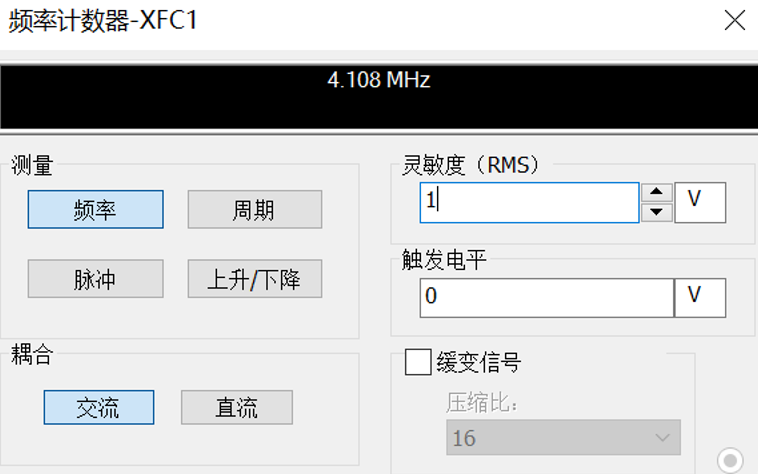 频率计数器-XFC1
4.108 MHz
测量
频率
周期
脉冲
上升/下降
耦合
交流
直流
灵敏度（RMS）
1
V
触发电平
0
V
缓变信号
压缩比：
16